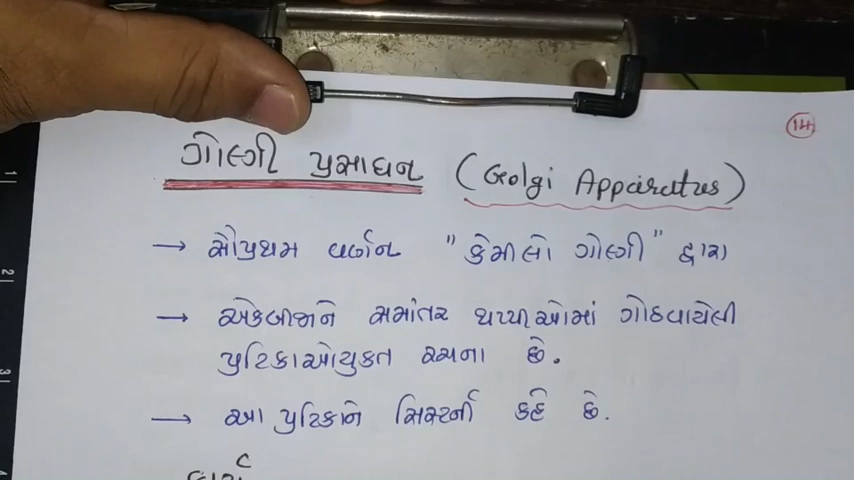 14
ગોલ્ગી પ્રસાધન (Golgi Apparatus)
→ સૌપ્રથમ વર્ણન "કેમીલો ગોલ્ગી" દ્વારા
→ એકબીજાને સમાંતર થપ્પીઓમાં ગોઠવાયેલી
પુટિકાઓયુક્ત રચના છે.
→ આ પુટિકાને સિસ્ટર્ની કહે છે.
કાર્ય